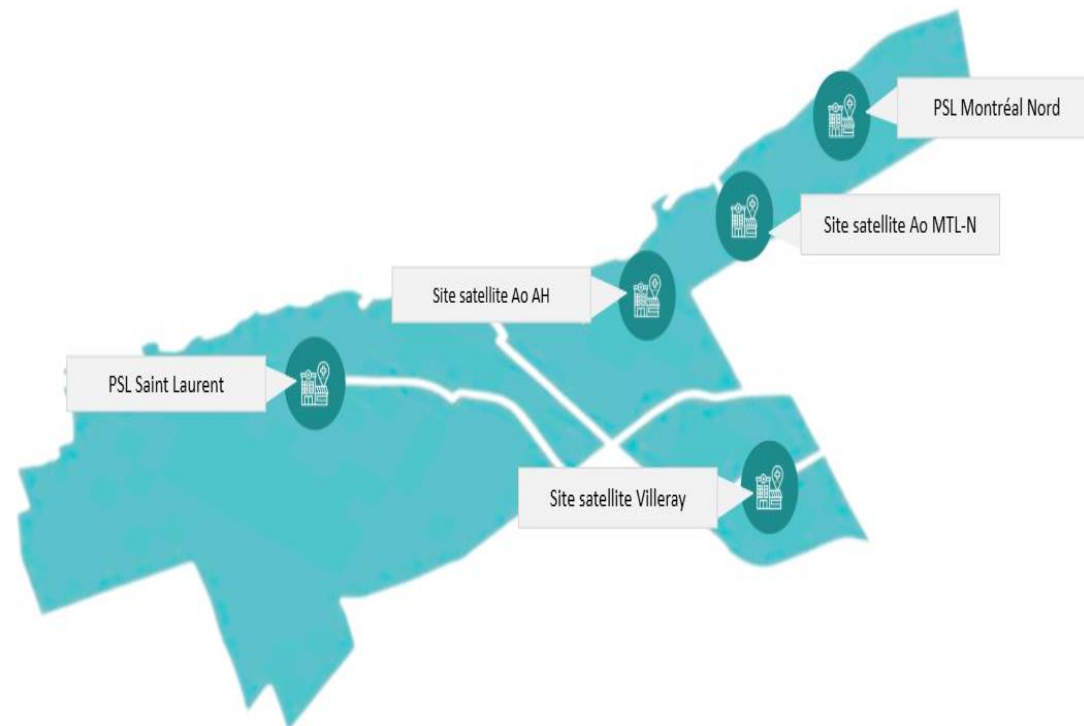 PSL Montréal Nord
Site satellite Ao MTL-N
Site satellite Ao AH
PSL Saint Laurent
Site satellite Villeray